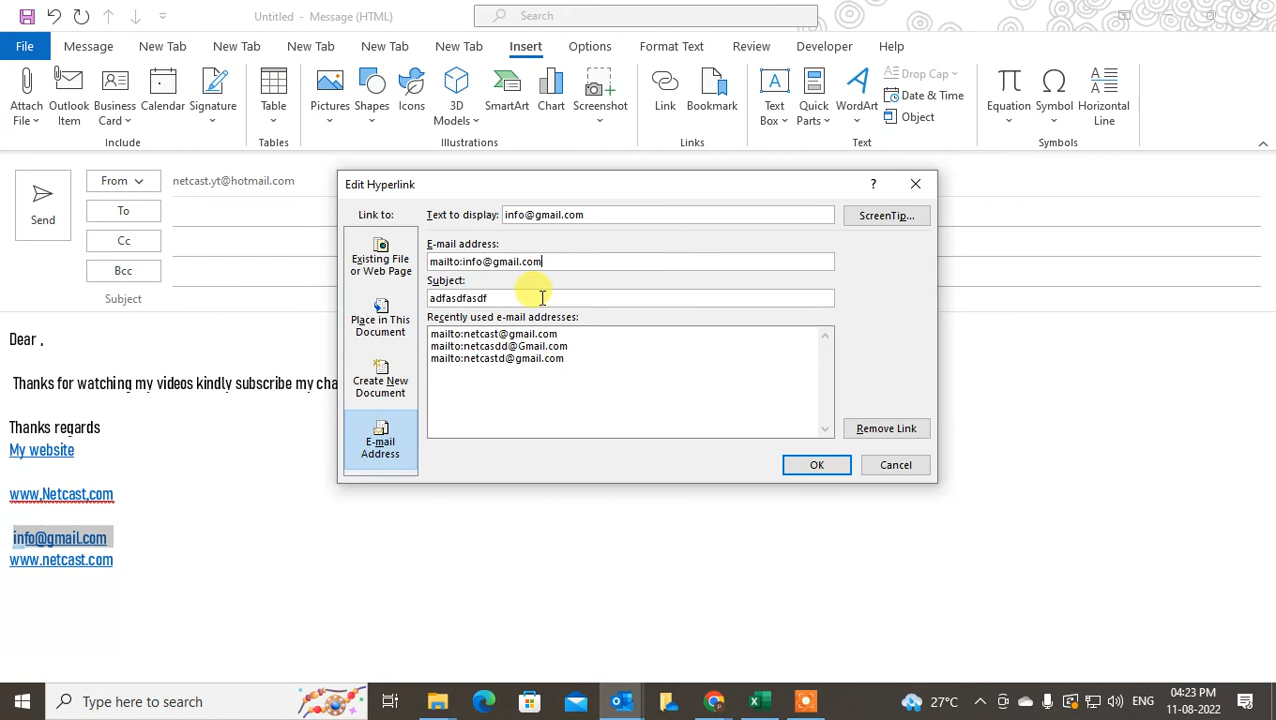 Untitled - Message (HTML)
Search
File Message New Tab New Tab New Tab New Tab New Tab Insert Options Format Text Review Developer Help
Attach File
Outlook Item
Business Card
Calendar
Signature
Table
Pictures
Shapes
Icons
3D Models
SmartArt
Chart
Screenshot
Link
Bookmark
Text Box
Quick Parts
WordArt
Drop Cap
Date & Time
Object
Equation
Symbol
Horizontal Line
Include Tables Illustrations Links Text Symbols
Send
From
netcast.yt@hotmail.com
To
Cc
Bcc
Subject
Edit Hyperlink
?
Link to:
Text to display: info@gmail.com
ScreenTip...
Existing File or Web Page
Place in This Document
Create New Document
E-mail Address
E-mail address:
mailto:info@gmail.com
Subject:
adfasdfasdf
Recently used e-mail addresses:
mailto:netcast@gmail.com
mailto:netcasdd@Gmail.com
mailto:netcastd@gmail.com
Remove Link
OK
Cancel
Dear ,
Thanks for watching my videos kindly subscribe my cha
Thanks regards
My website
www,Netcast,com
info@gmail.com
www.netcast.com
Type here to search
27°C
ENG
04:23 PM
11-08-2022